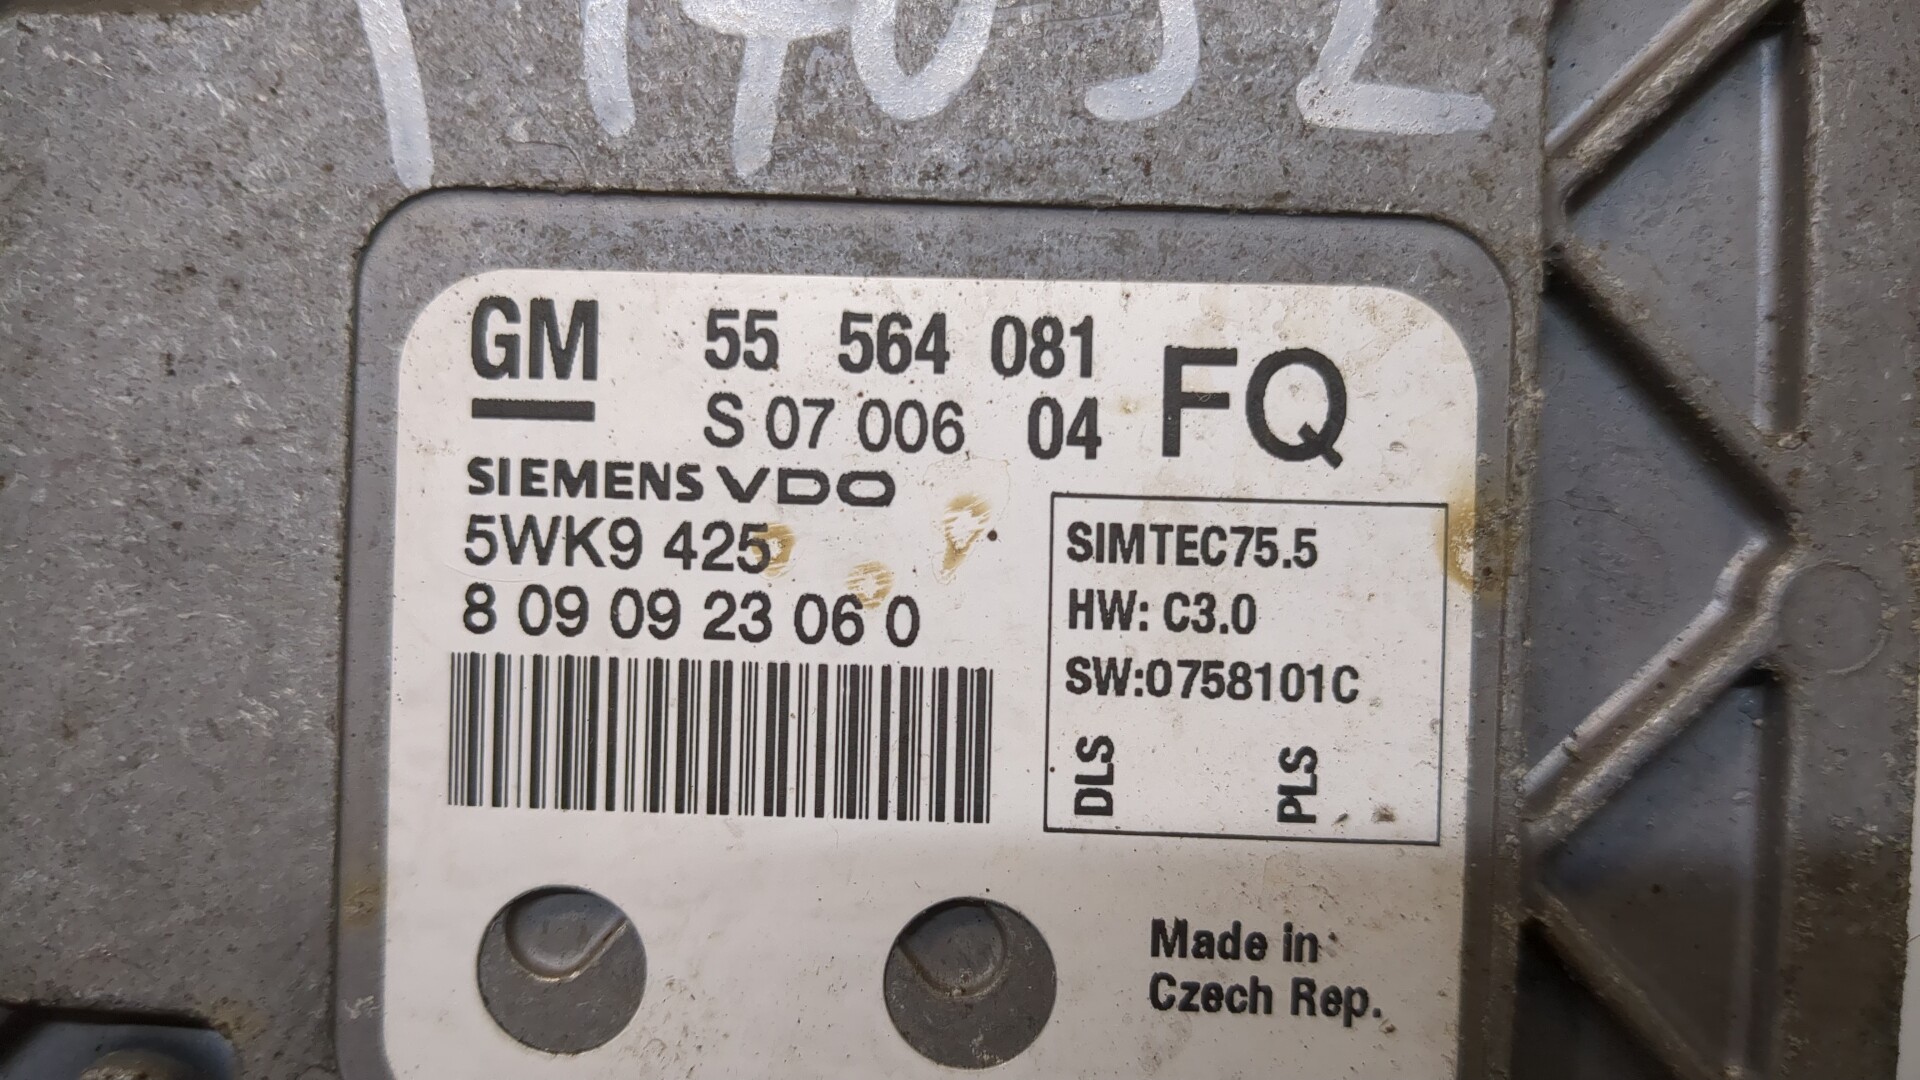 GM 55 564 081 FQ
S 07 006 04
SIEMENS VDO
5WK9 425
8 09 09 23 06 0
SIMTEC75.5
HW: C3.0
SW:0758101C
DLS PLS
Made in
Czech Rep.